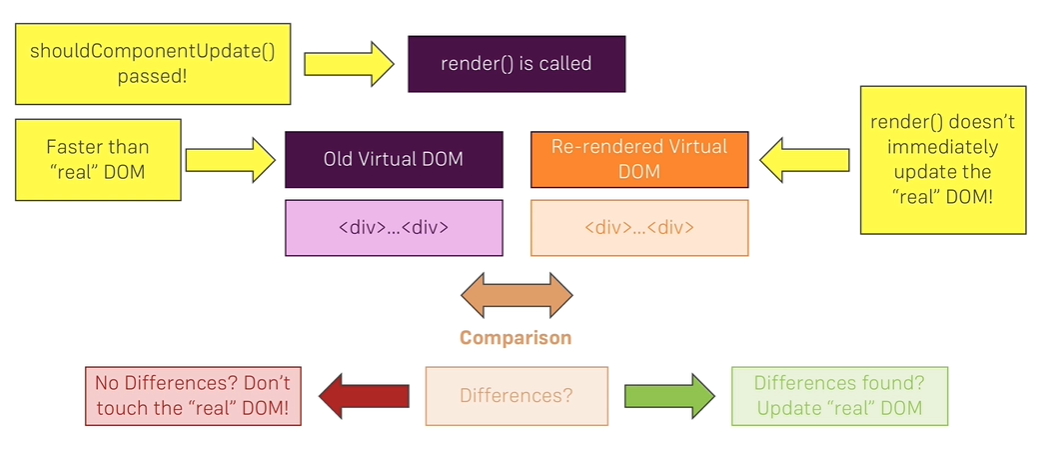 shouldComponentUpdate()
passed!
render() is called
Faster than
“real” DOM
Old Virtual DOM
Re-rendered Virtual
DOM
render() doesn’t
immediately
update the
“real” DOM!
<div>...<div>
<div>...<div>
Comparison
No Differences? Don’t
touch the “real” DOM!
Differences?
Differences found?
Update “real” DOM